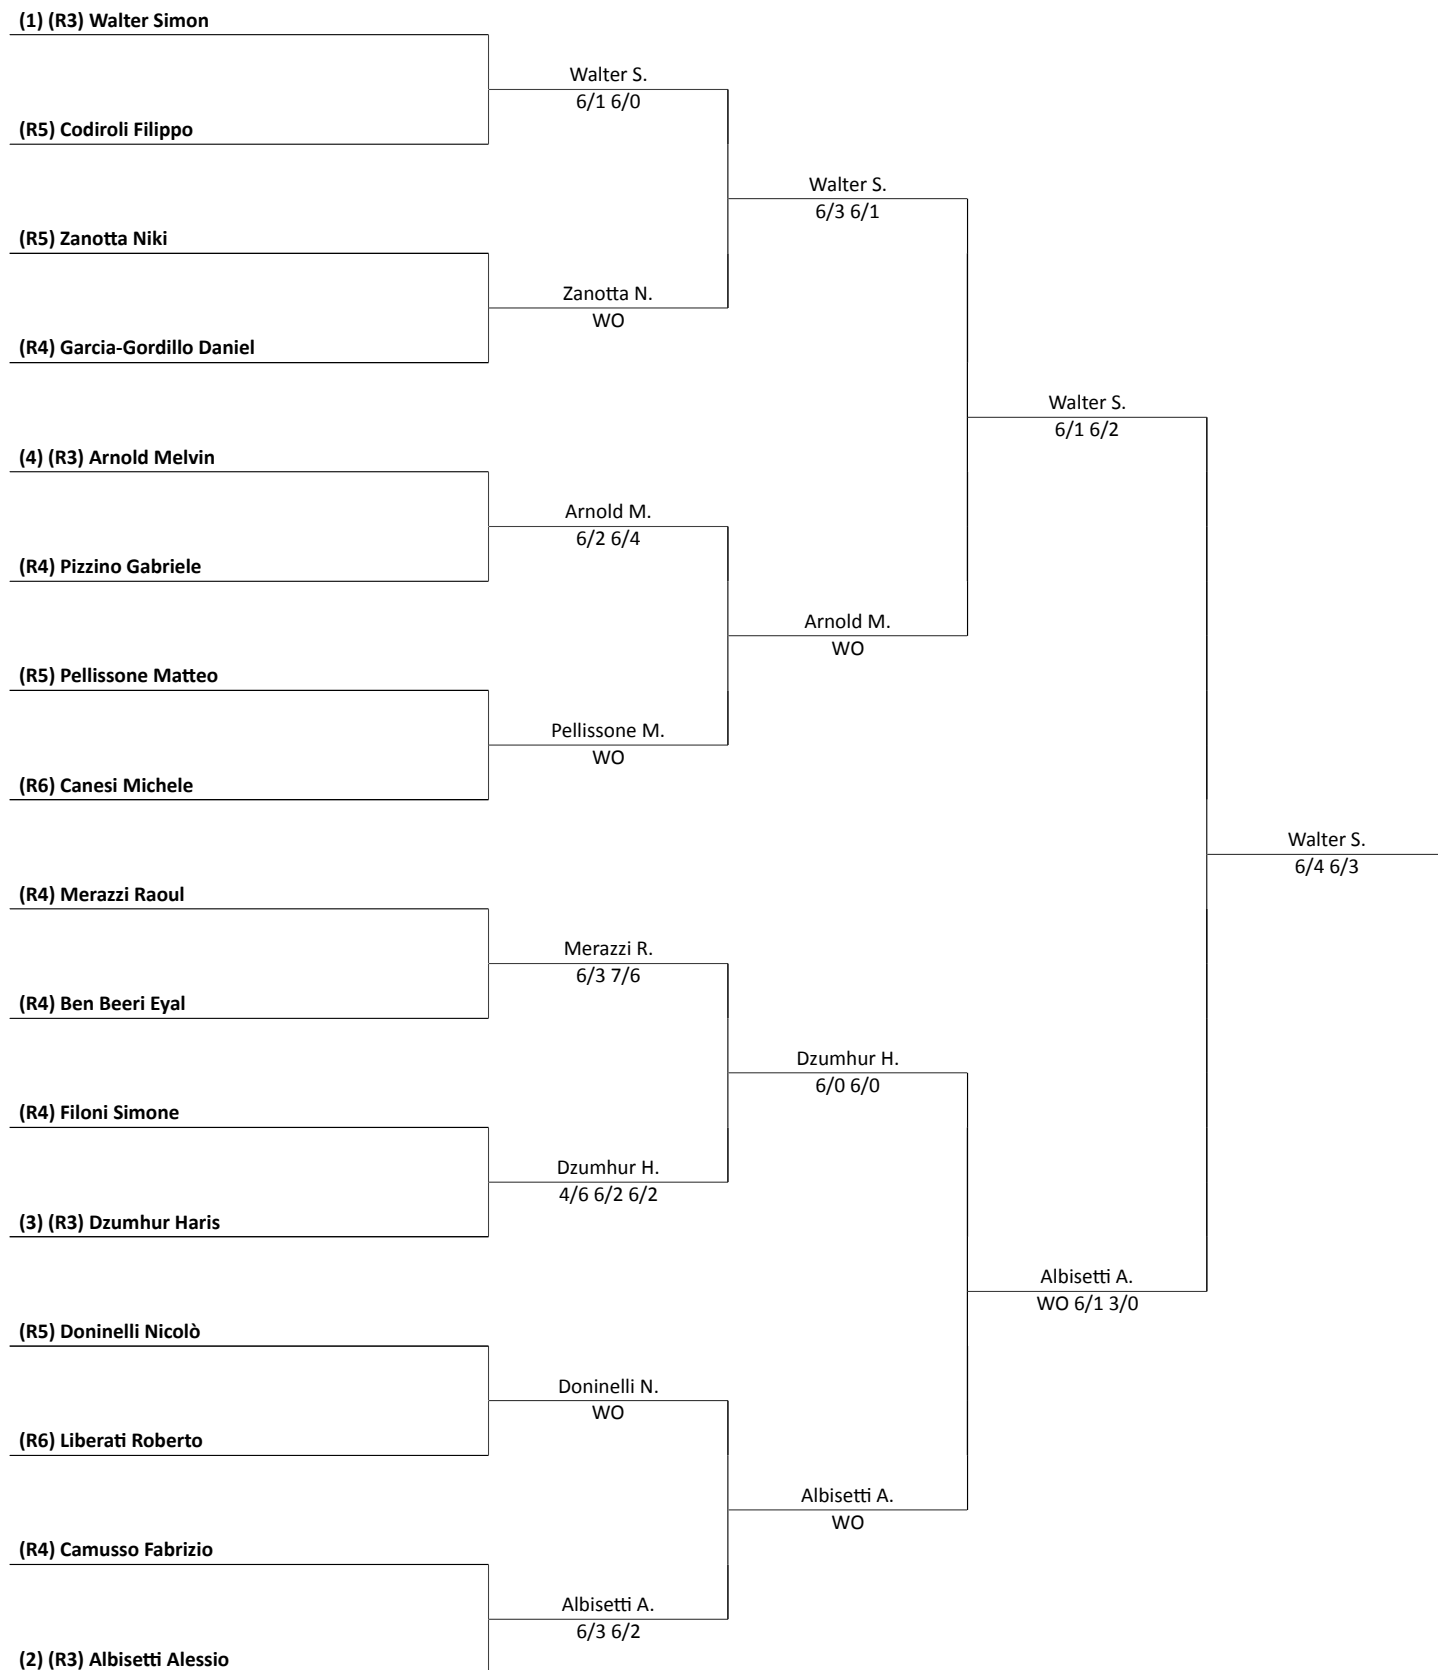 (1) (R3) Walter Simon
Walter S.
6/1 6/0
(R5) Codiroli Filippo
Walter S.
6/3 6/1
(R5) Zanotta Niki
Zanotta N.
WO
(R4) Garcia-Gordillo Daniel
Walter S.
6/1 6/2
(4) (R3) Arnold Melvin
Arnold M.
6/2 6/4
(R4) Pizzino Gabriele
Arnold M.
WO
(R5) Pellissone Matteo
Pellissone M.
WO
(R6) Canesi Michele
Walter S.
6/4 6/3
(R4) Merazzi Raoul
Merazzi R.
6/3 7/6
(R4) Ben Beeri Eyal
Dzumhur H.
6/0 6/0
(R4) Filoni Simone
Dzumhur H.
4/6 6/2 6/2
(3) (R3) Dzumhur Haris
Albisetti A.
WO 6/1 3/0
(R5) Doninelli Nicolò
Doninelli N.
WO
(R6) Liberati Roberto
Albisetti A.
WO
(R4) Camusso Fabrizio
Albisetti A.
6/3 6/2
(2) (R3) Albisetti Alessio